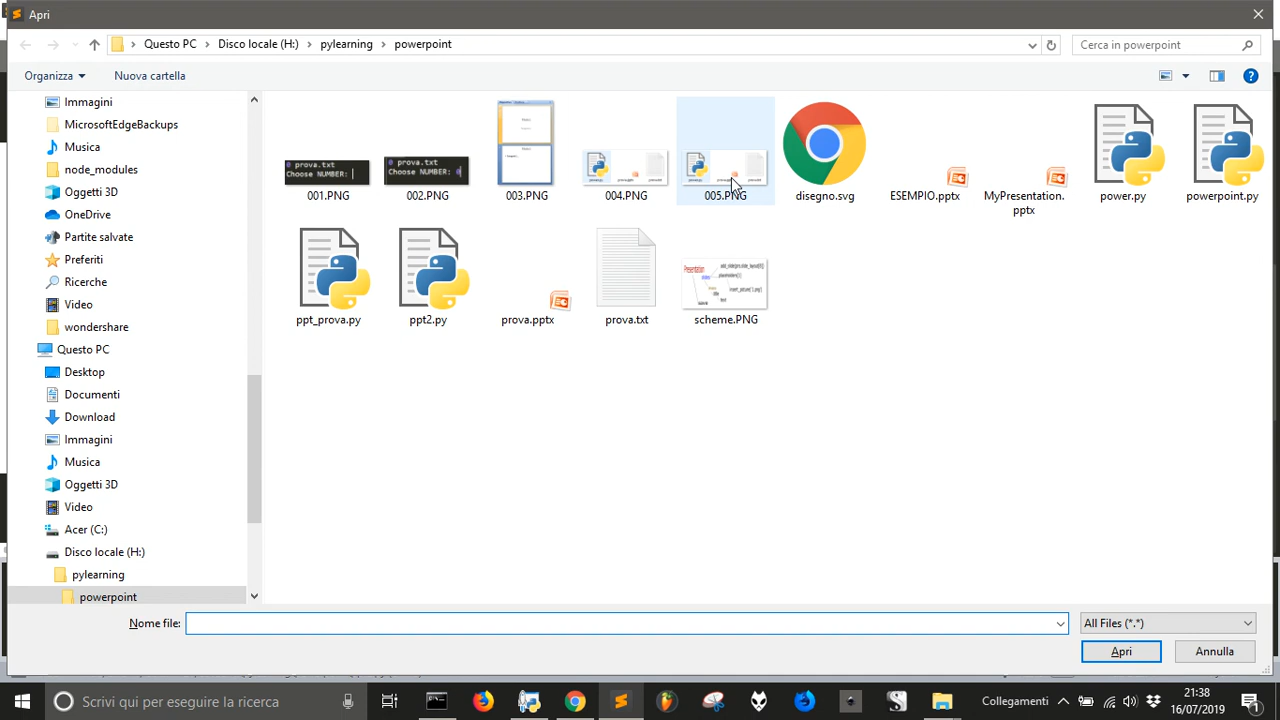 Apri
Questo PC > Disco locale (H:) > pylearning > powerpoint
Cerca in powerpoint
Organizza
Nuova cartella
Immagini
MicrosoftEdgeBackups
Musica
node_modules
Oggetti 3D
OneDrive
Partite salvate
Preferiti
Ricerche
Video
wondershare
Questo PC
Desktop
Documenti
Download
Immagini
Musica
Oggetti 3D
Video
Acer (C:)
Disco locale (H:)
pylearning
powerpoint
0 prova.txt
Choose NUMBER:
0 prova.txt
Choose NUMBER: 0
001.PNG
002.PNG
003.PNG
004.PNG
005.PNG
disegno.svg
ESEMPIO.pptx
MyPresentation.
pptx
power.py
powerpoint.py
Presentation
ppt_prova.py
ppt2.py
prova.pptx
prova.txt
scheme.PNG
Nome file:
All Files (*.*)
Apri
Annulla
Scrivi qui per eseguire la ricerca
Collegamenti
21:38
16/07/2019
1